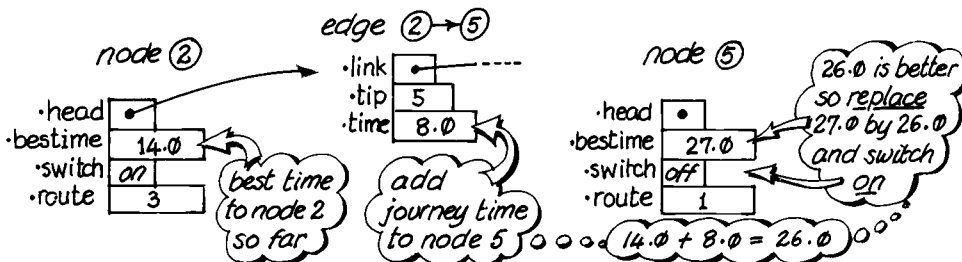 node 2
·head
·bestime 14.0
·switch on
·route 3
best time
to node 2
so far
edge 2 → 5
·link
·tip 5
·time 8.0
add
journey time
to node 5
14.0 + 8.0 = 26.0
node 5
·head
·bestime 27.0
·switch off
·route 1
26.0 is better
so replace
27.0 by 26.0
and switch
on